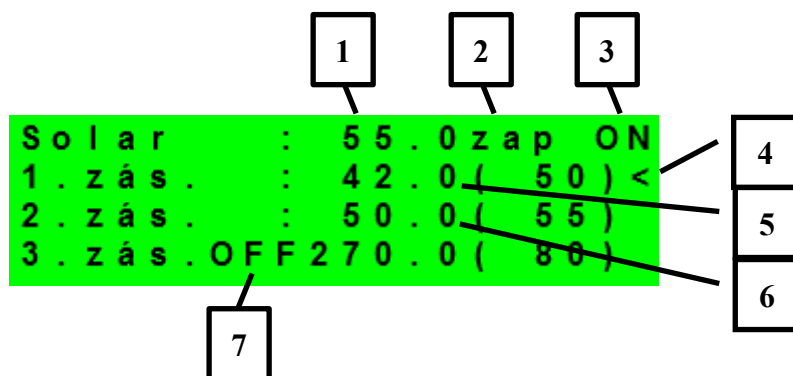 1 2 3
Solar : 55.0zap ON
1.zás. : 42.0( 50)<
4
2.zás. : 50.0( 55)
5
3.zás.OFF270.0( 80)
6
7